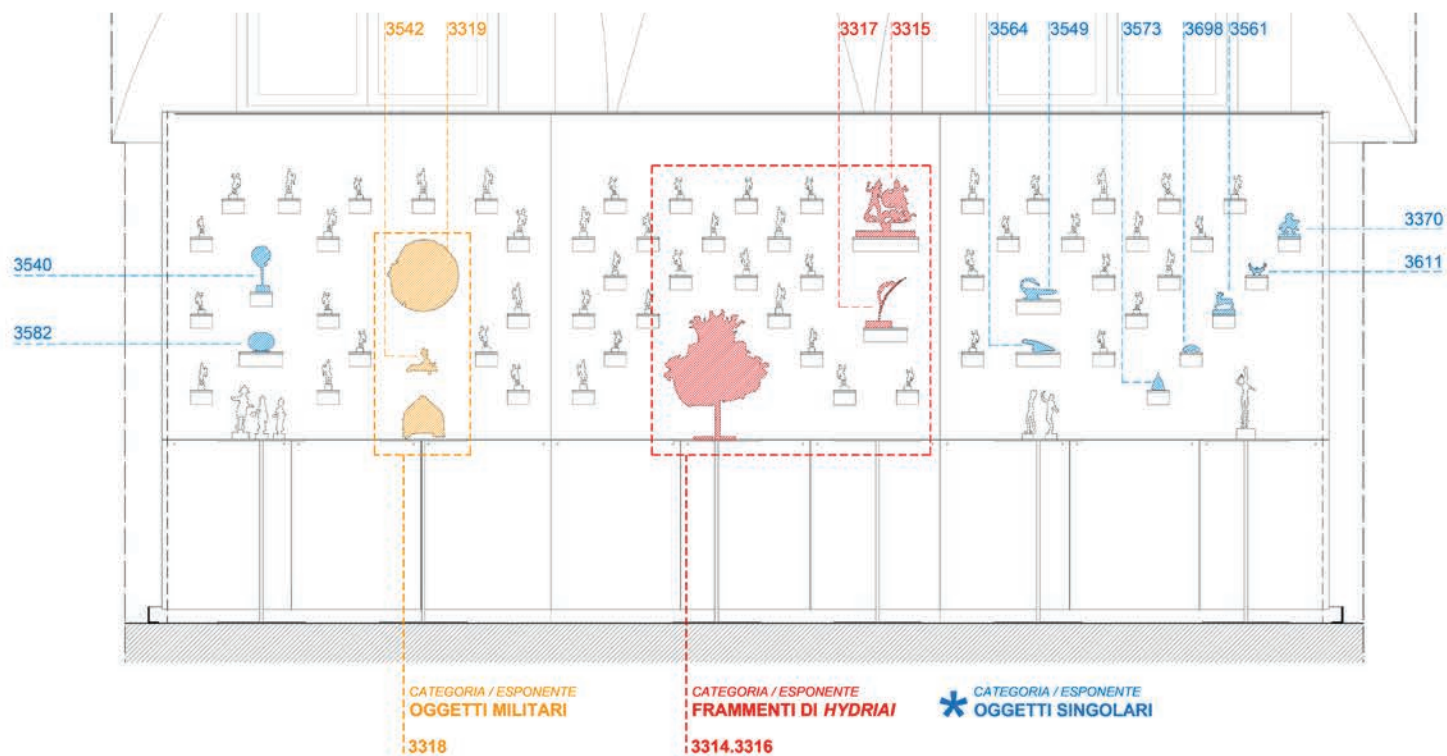 3542
3319
3317
3315
3564
3549
3573
3698
3561
3370
3540
3611
3582
CATEGORIA / ESPONENTE
OGGETTI MILITARI
3318
CATEGORIA / ESPONENTE
FRAMMENTI DI HYDRIAI
3314.3316
* CATEGORIA / ESPONENTE
OGGETTI SINGOLARI